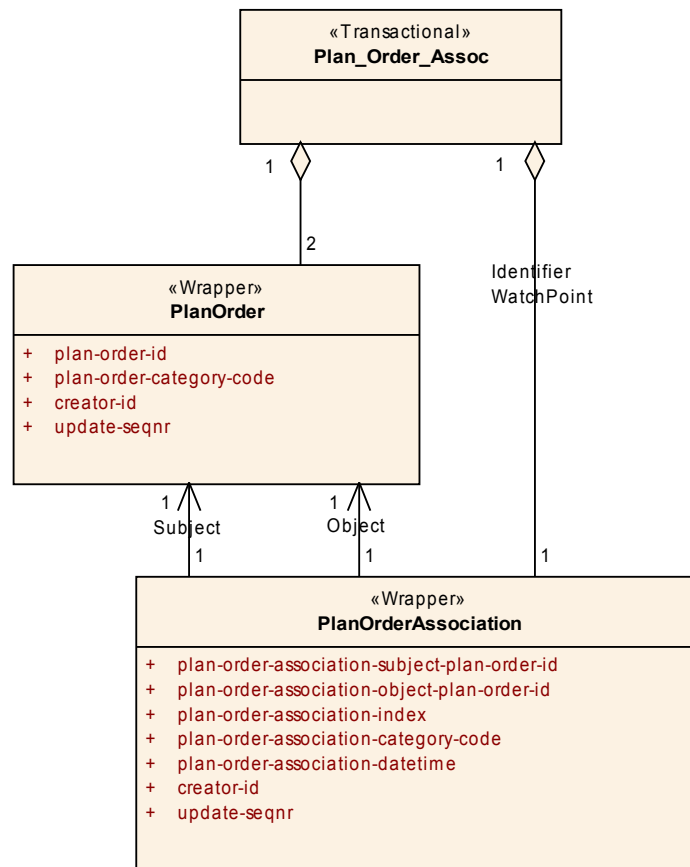 «Transactional»
Plan_Order_Assoc
1
1
2
Identifier
WatchPoint
«Wrapper»
PlanOrder
+ plan-order-id
+ plan-order-category-code
+ creator-id
+ update-seqnr
1
1
Subject
Object
1
1
1
«Wrapper»
PlanOrderAssociation
+ plan-order-association-subject-plan-order-id
+ plan-order-association-object-plan-order-id
+ plan-order-association-index
+ plan-order-association-category-code
+ plan-order-association-datetime
+ creator-id
+ update-seqnr